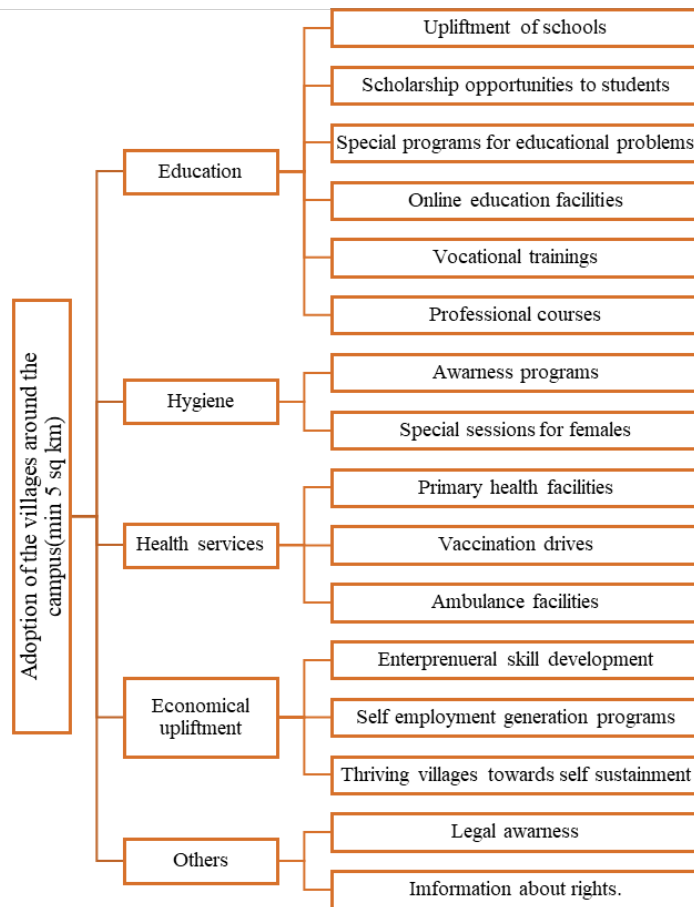 Adoption of the villages around the
campus(min 5 sq km)
Education
Upliftment of schools
Scholarship opportunities to students
Special programs for educational problems
Online education facilities
Vocational trainings
Professional courses
Hygiene
Awarness programs
Special sessions for females
Health services
Primary health facilities
Vaccination drives
Ambulance facilities
Economical
upliftment
Enterprenueral skill development
Self employment generation programs
Thriving villages towards self sustainment
Others
Legal awarness
Imformation about rights.